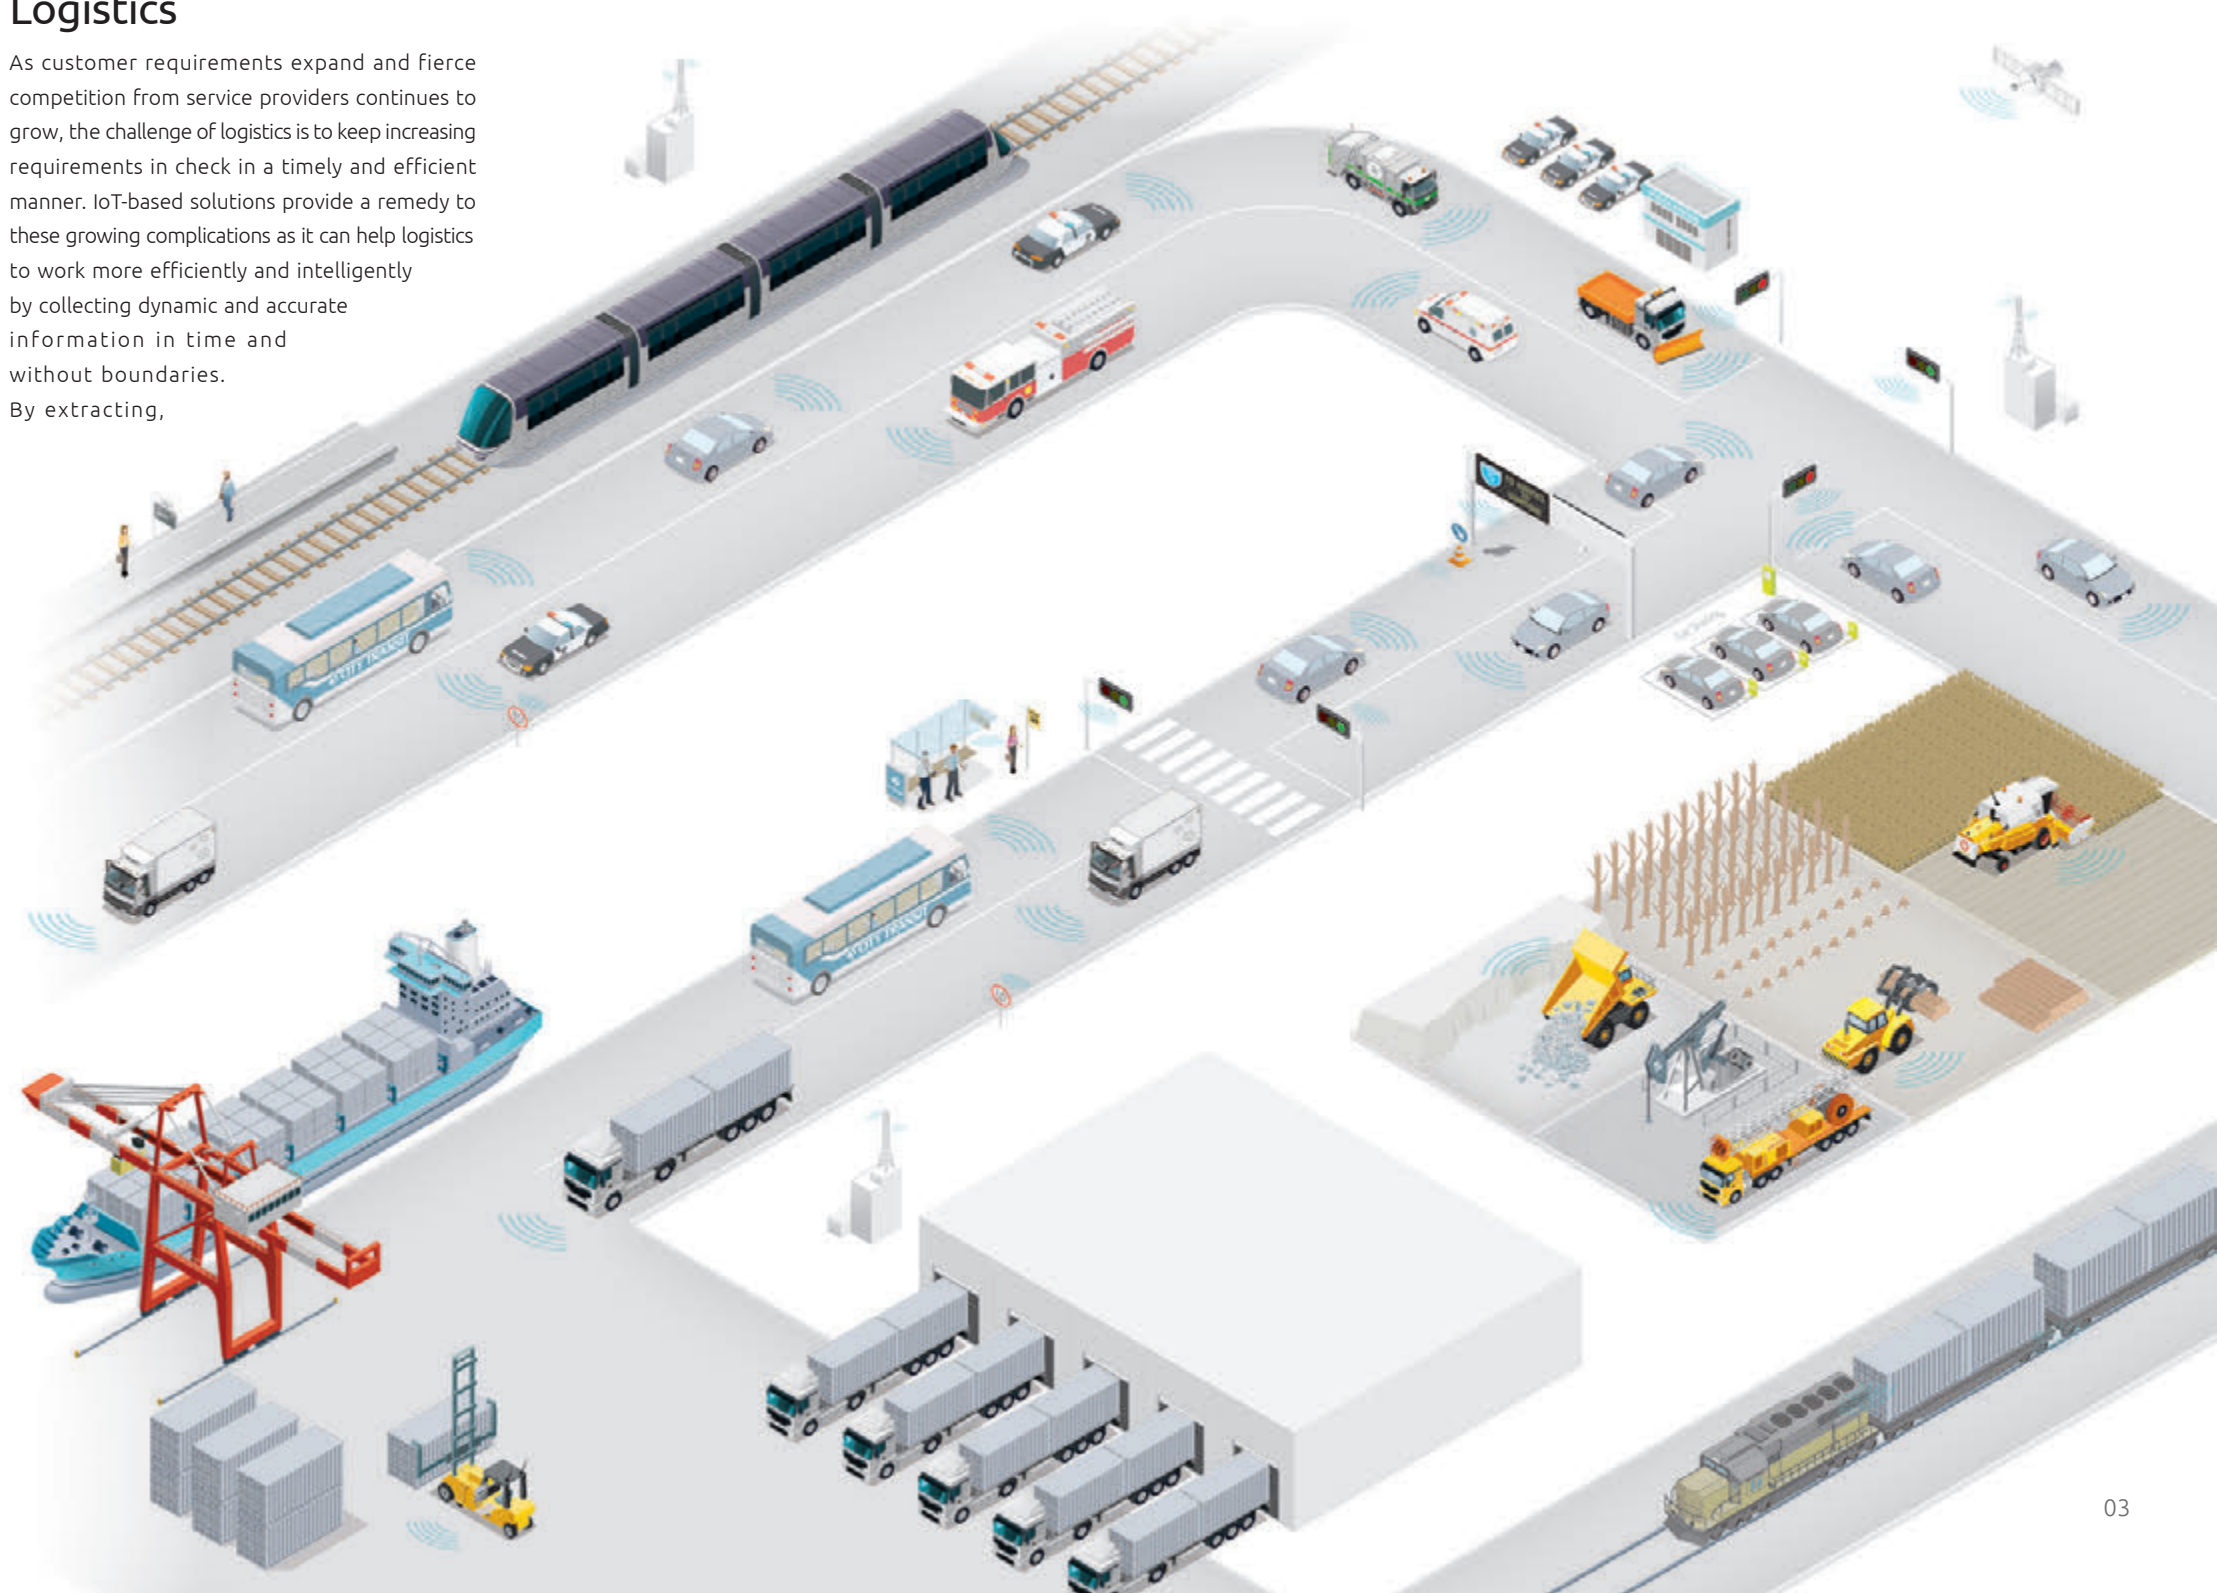 Logistics
As customer requirements expand and fierce
competition from service providers continues to
grow, the challenge of logistics is to keep increasing
requirements in check in a timely and efficient
manner. IoT-based solutions provide a remedy to
these growing complications as it can help logistics
to work more efficiently and intelligently
by collecting dynamic and accurate
information in time and
without boundaries.
By extracting,
03